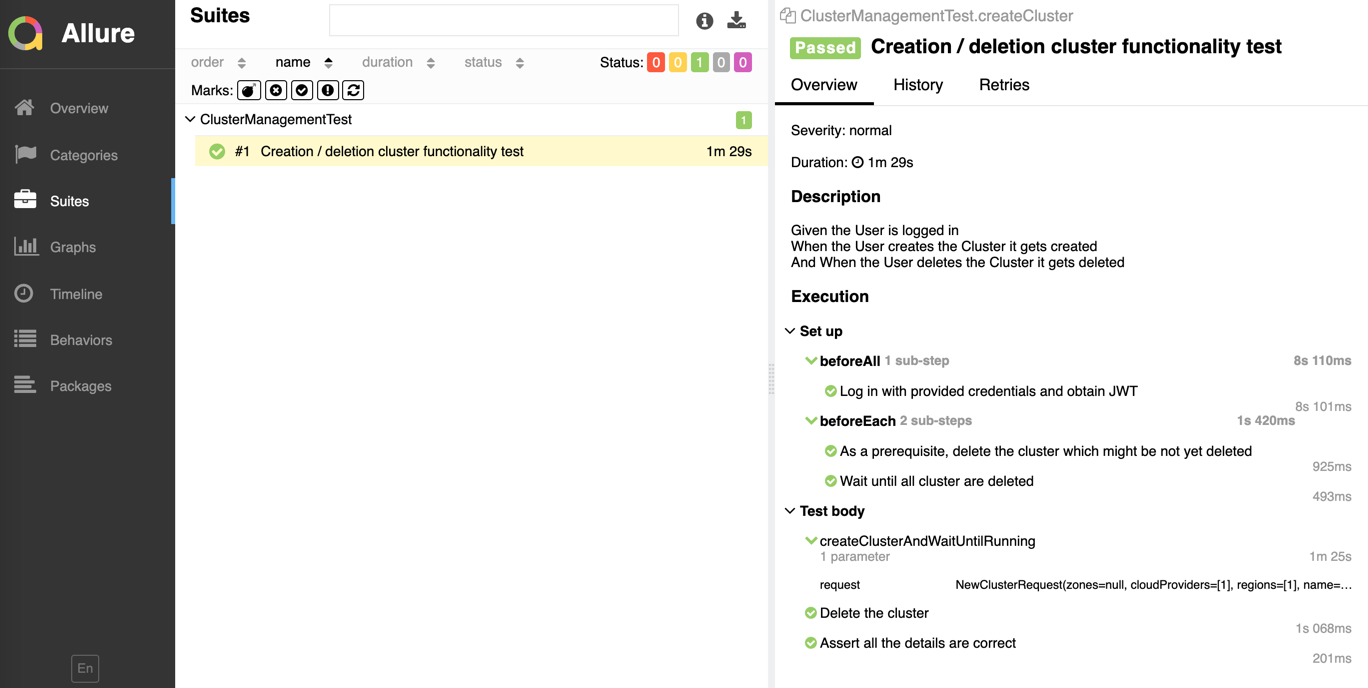 Allure
Overview
Categories
Suites
Graphs
Timeline
Behaviors
Packages
En
Suites
order name duration status Status: 0 0 1 0 0
Marks:
ClusterManagementTest 1
#1 Creation / deletion cluster functionality test 1m 29s
ClusterManagementTest.createCluster
Passed Creation / deletion cluster functionality test
Overview History Retries
Severity: normal
Duration: 1m 29s
Description
Given the User is logged in
When the User creates the Cluster it gets created
And When the User deletes the Cluster it gets deleted
Execution
Set up
beforeAll 1 sub-step 8s 110ms
Log in with provided credentials and obtain JWT
8s 101ms
beforeEach 2 sub-steps 1s 420ms
As a prerequisite, delete the cluster which might be not yet deleted
925ms
Wait until all cluster are deleted
493ms
Test body
createClusterAndWaitUntilRunning
1 parameter 1m 25s
request NewClusterRequest(zones=null, cloudProviders=[1], regions=[1], name=…
Delete the cluster
1s 068ms
Assert all the details are correct
201ms